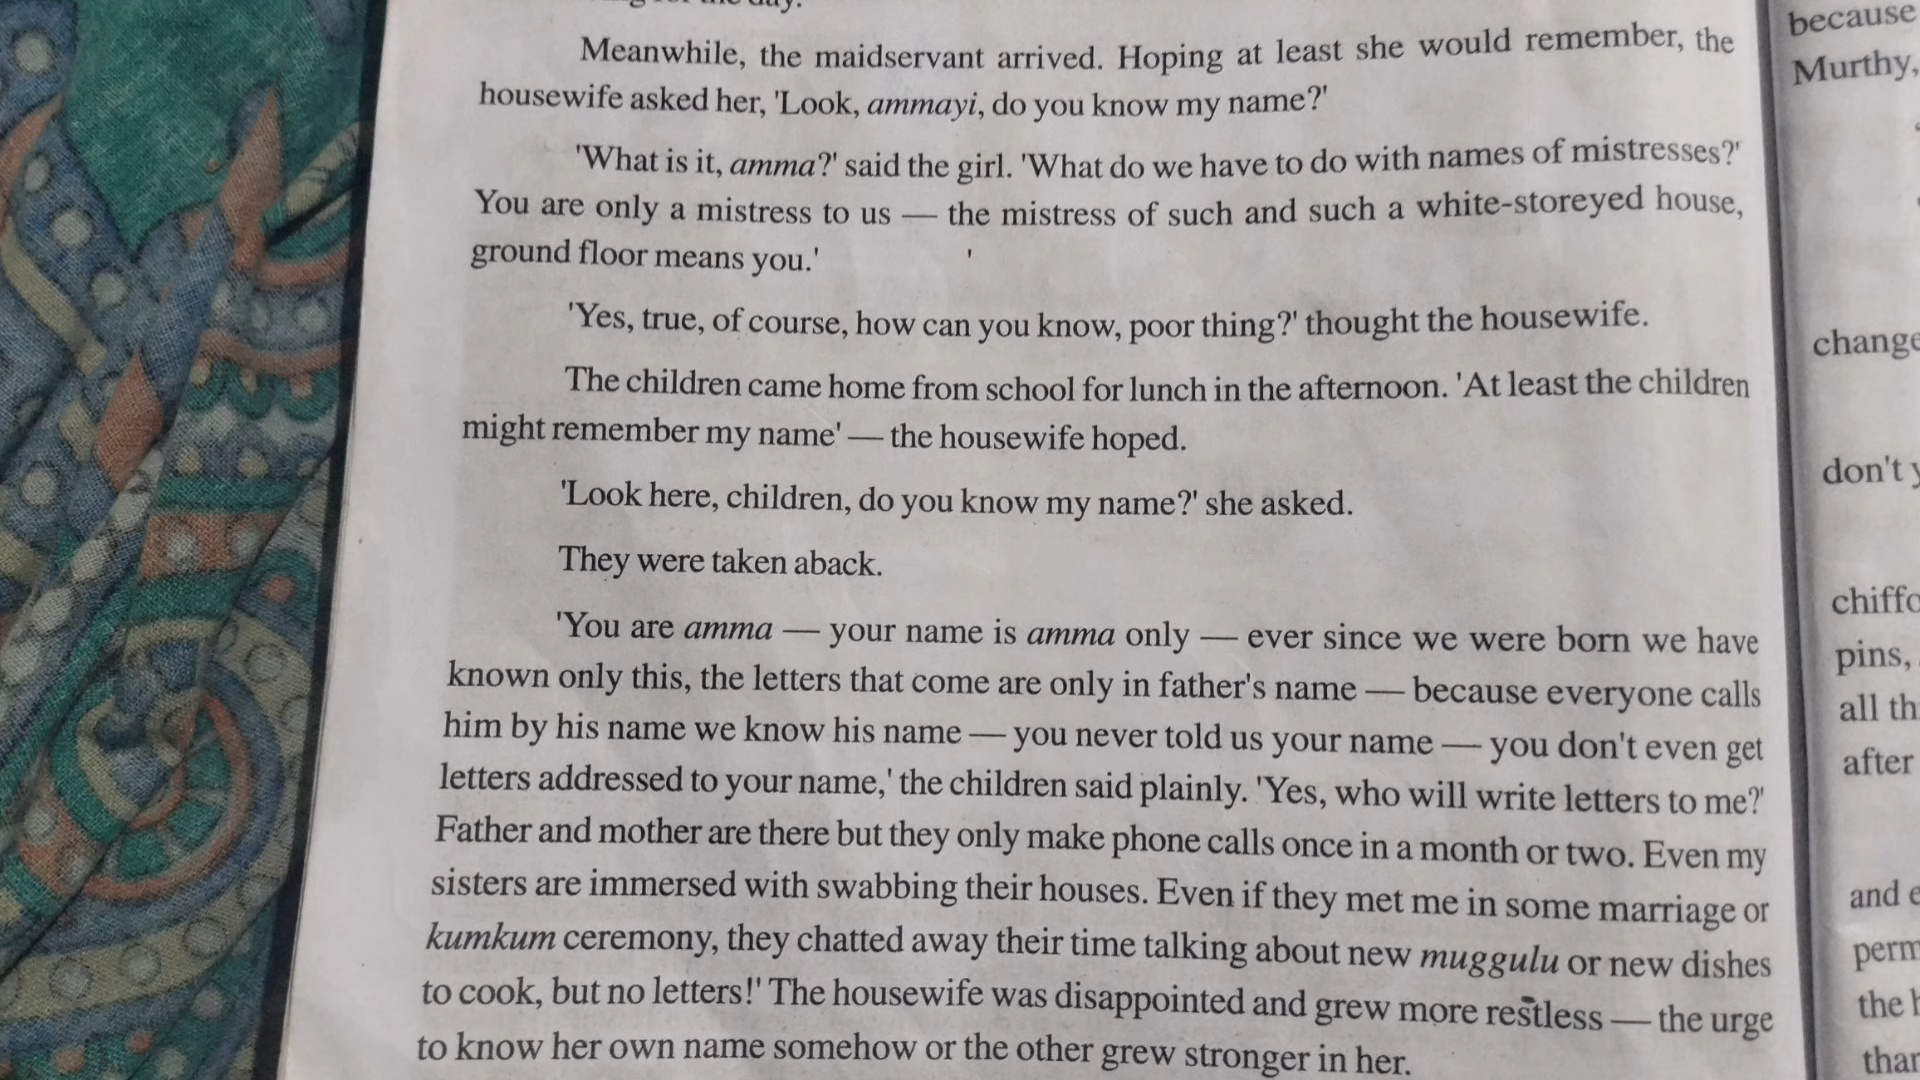 the day.
Meanwhile, the maidservant arrived. Hoping at least she would remember, the
housewife asked her, 'Look, ammayi, do you know my name?'
'What is it, amma?' said the girl. 'What do we have to do with names of mistresses?'
You are only a mistress to us — the mistress of such and such a white-storeyed house,
ground floor means you.'
'Yes, true, of course, how can you know, poor thing?' thought the housewife.
The children came home from school for lunch in the afternoon. 'At least the children
might remember my name' — the housewife hoped.
'Look here, children, do you know my name?' she asked.
They were taken aback.
'You are amma — your name is amma only — ever since we were born we have
known only this, the letters that come are only in father's name — because everyone calls
him by his name we know his name — you never told us your name — you don't even get
letters addressed to your name,' the children said plainly. 'Yes, who will write letters to me?'
Father and mother are there but they only make phone calls once in a month or two. Even my
sisters are immersed with swabbing their houses. Even if they met me in some marriage or
kumkum ceremony, they chatted away their time talking about new muggulu or new dishes
to cook, but no letters!' The housewife was disappointed and grew more restless — the urge
to know her own name somehow or the other grew stronger in her.
because
Murthy,
change
don't
pins,
all
after
and
the